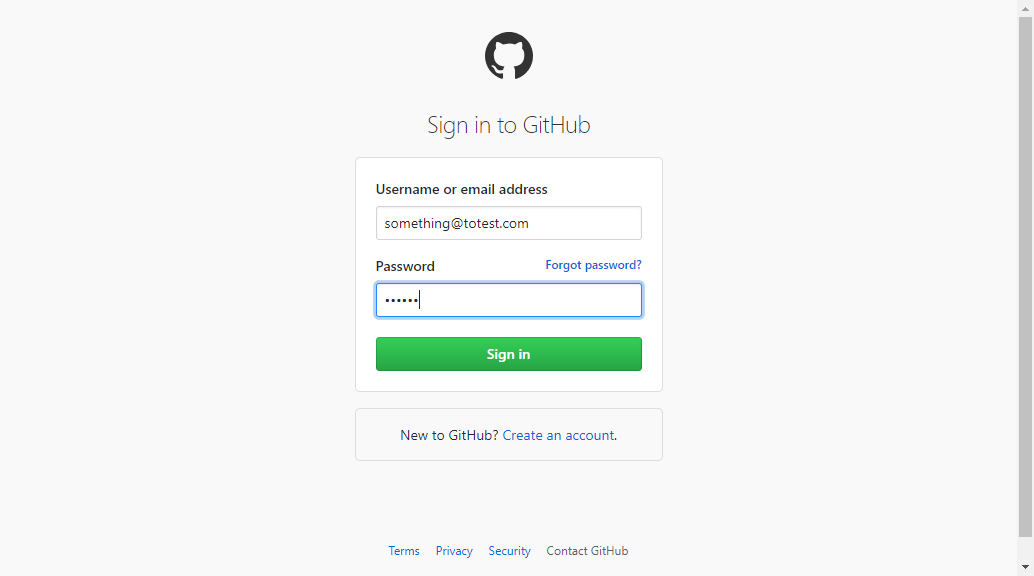 Sign in to GitHub
Username or email address
something@totest.com
Password Forgot password?
••••••
Sign in
New to GitHub? Create an account.
Terms Privacy Security Contact GitHub